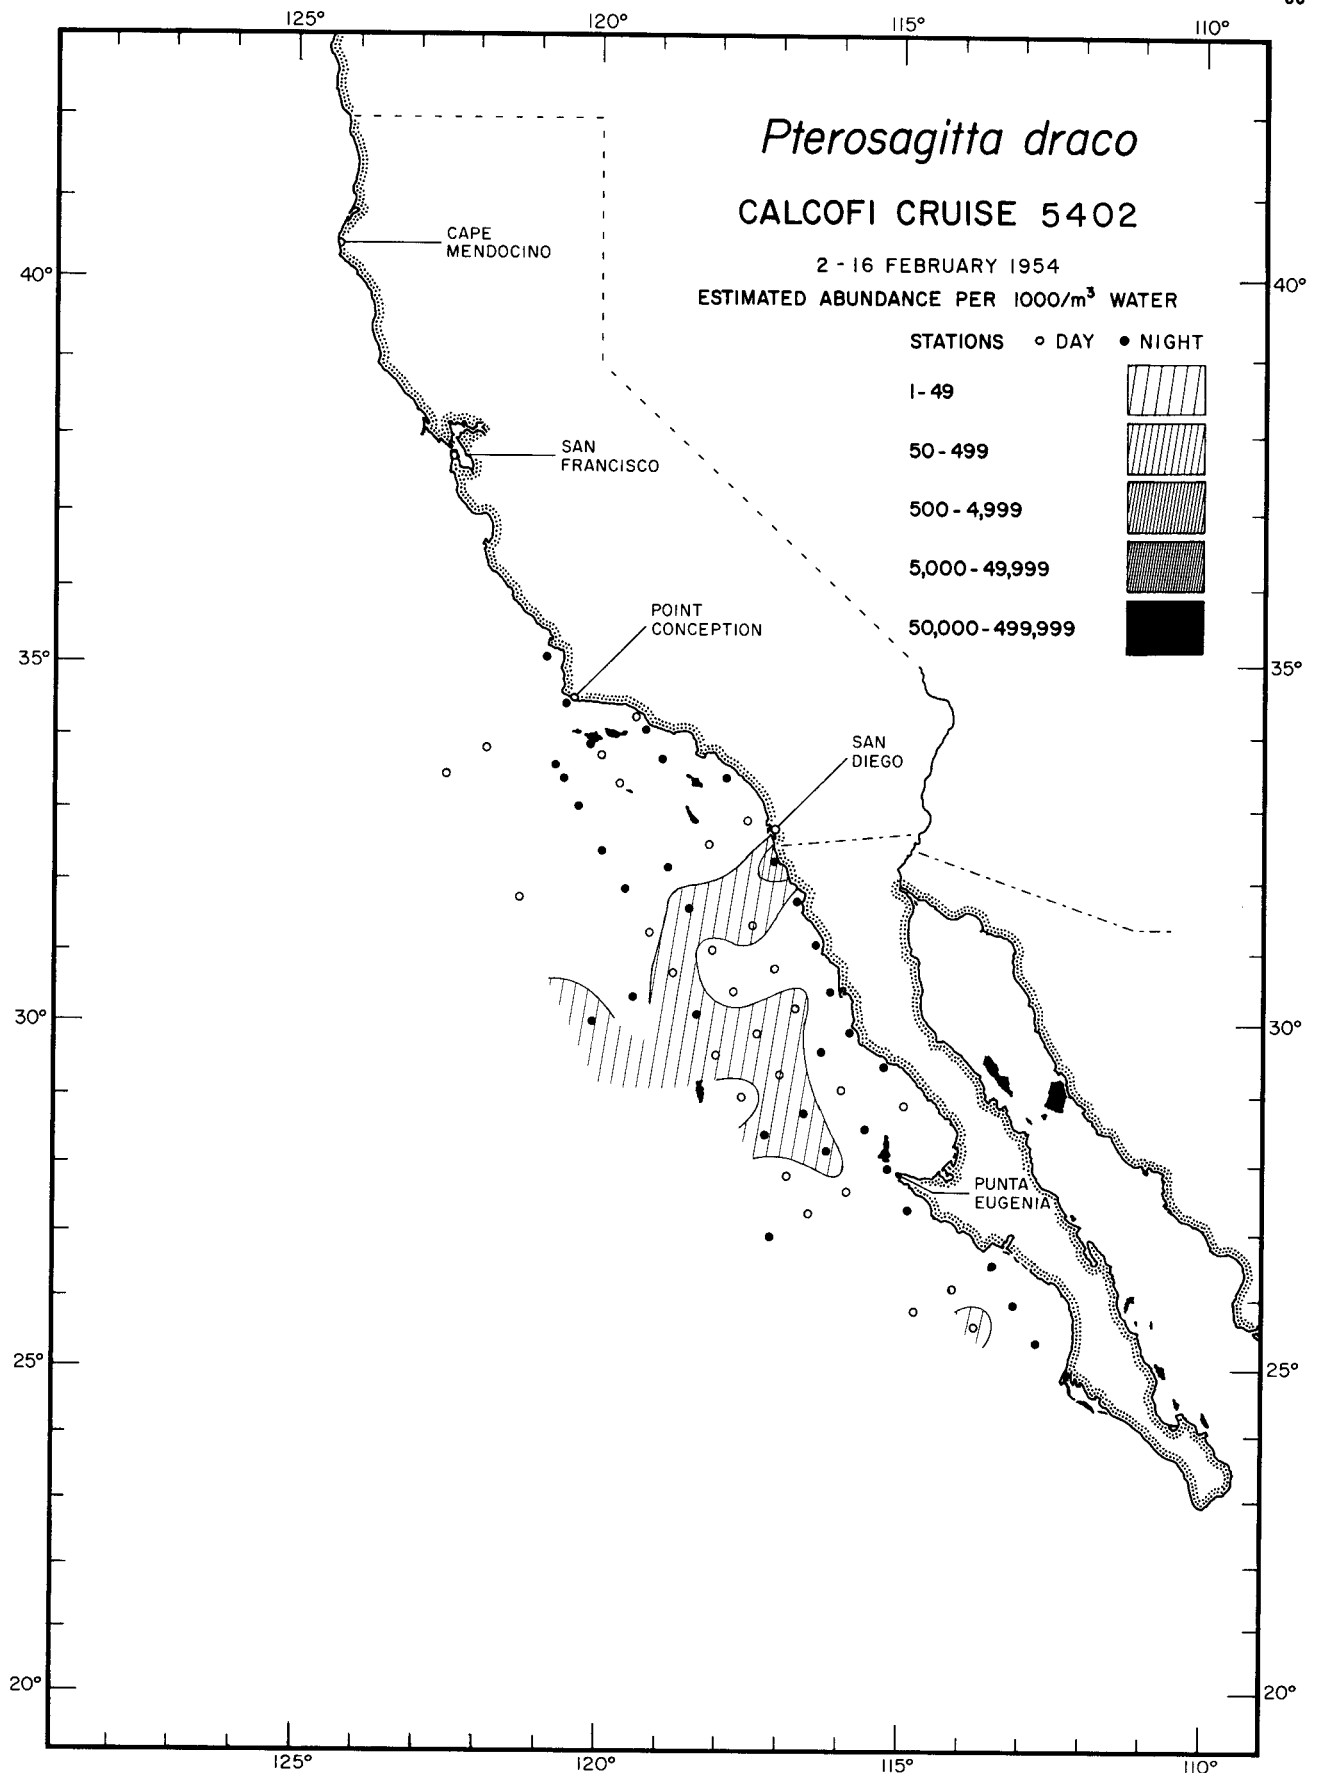 125° 120° 115° 110°
Pterosagitta draco
CALCOFI CRUISE 5402
2 - 16 FEBRUARY 1954
ESTIMATED ABUNDANCE PER 1000/m³ WATER
STATIONS ○ DAY ● NIGHT
1 - 49
50 - 499
500 - 4,999
5,000 - 49,999
50,000 - 499,999
CAPE
MENDOCINO
40° 40°
SAN
FRANCISCO
POINT
CONCEPTION
35° 35°
SAN
DIEGO
30° 30°
PUNTA
EUGENIA
25° 25°
20° 20°
125° 120° 115° 110°